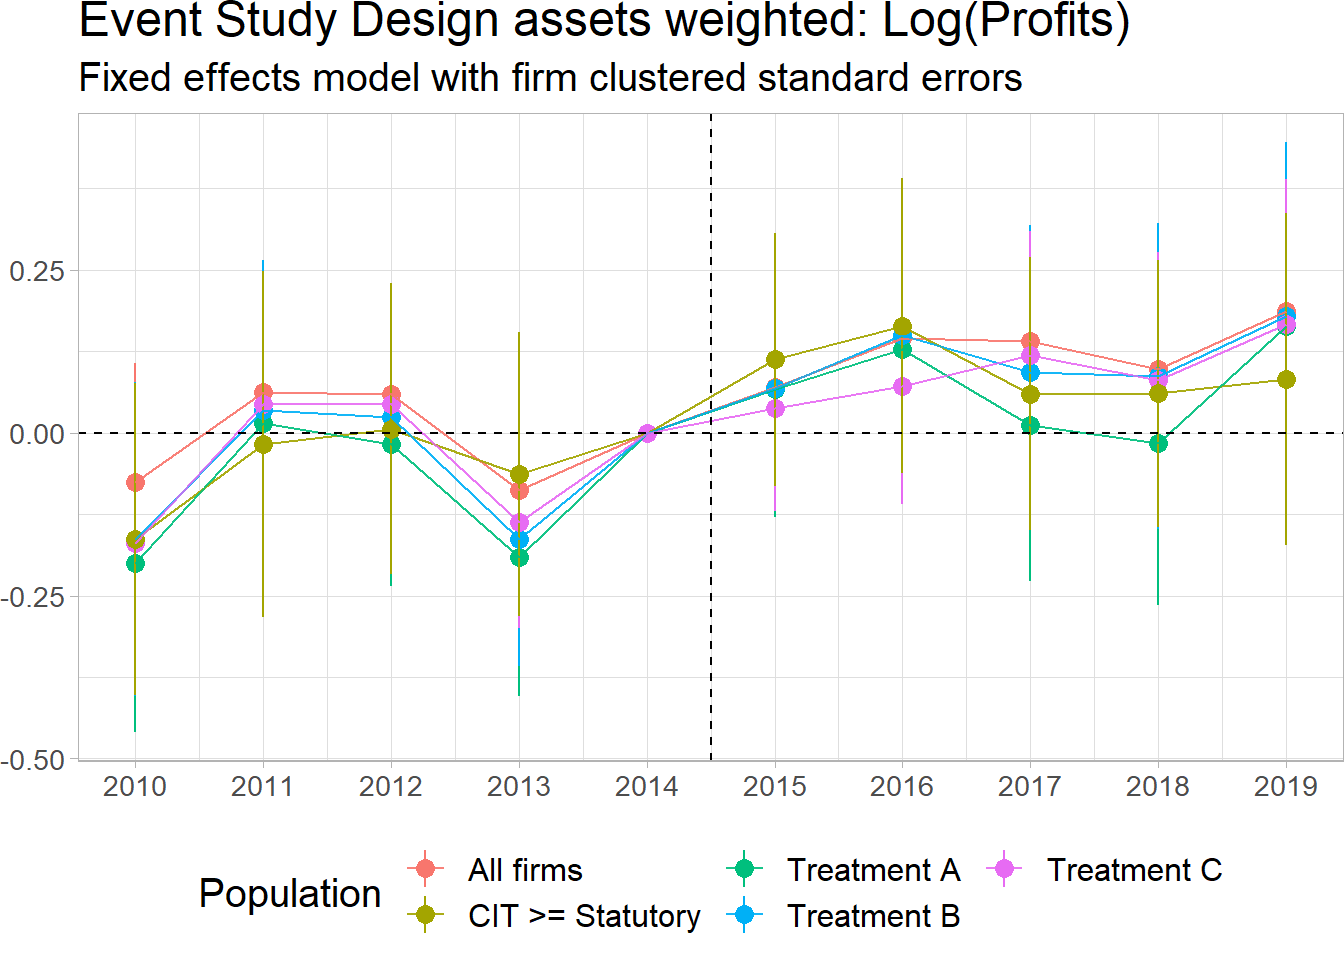 Event Study Design assets weighted: Log(Profits)
Fixed effects model with firm clustered standard errors
0.25
0.00
-0.25
-0.50
2010 2011 2012 2013 2014 2015 2016 2017 2018 2019
Population
All firms
CIT >= Statutory
Treatment A
Treatment B
Treatment C